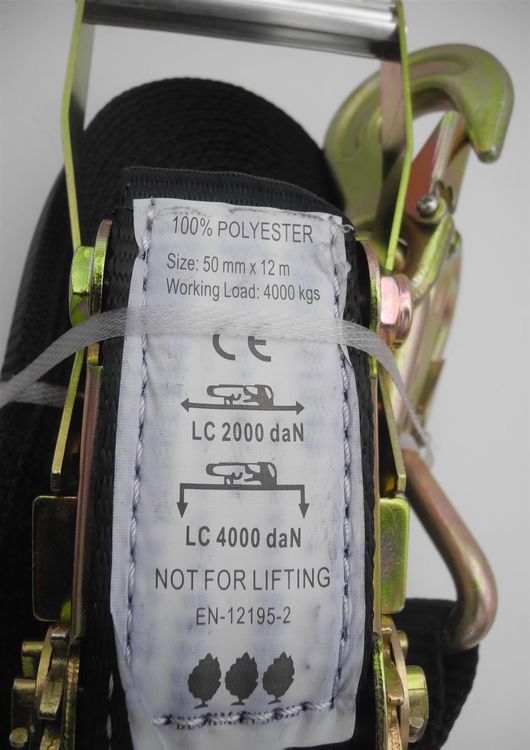 100% POLYESTER
Size: 50 mm x 12 m
Working Load: 4000 kgs
CE
LC 2000 daN
LC 4000 daN
NOT FOR LIFTING
EN-12195-2